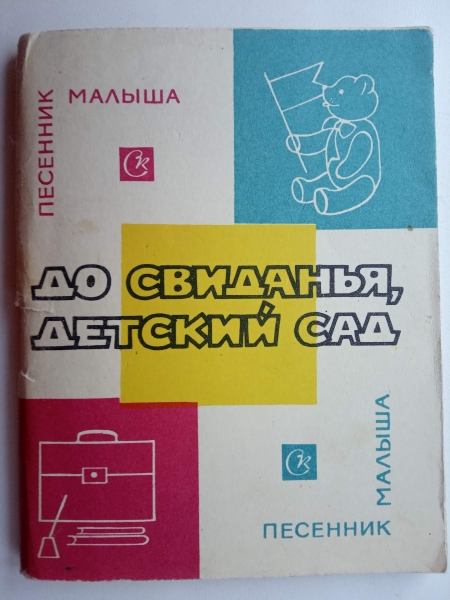 ПЕСЕННИК
МАЛЫША
СК
ДО СВИДАНЬЯ,
ДЕТСКИЙ САД
СК
МАЛЫША
ПЕСЕННИК